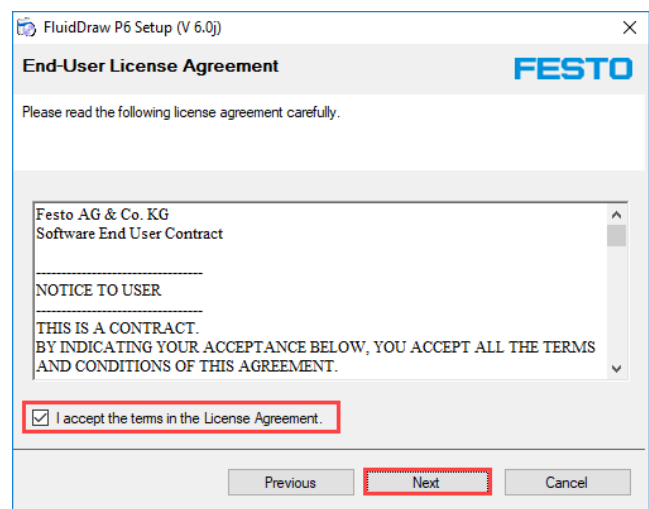 FluidDraw P6 Setup (V 6.0j)
End-User License Agreement
FESTO
Please read the following license agreement carefully.
Festo AG & Co. KG
Software End User Contract
---------------------------------
NOTICE TO USER
---------------------------------
THIS IS A CONTRACT.
BY INDICATING YOUR ACCEPTANCE BELOW, YOU ACCEPT ALL THE TERMS
AND CONDITIONS OF THIS AGREEMENT.
I accept the terms in the License Agreement.
Previous
Next
Cancel